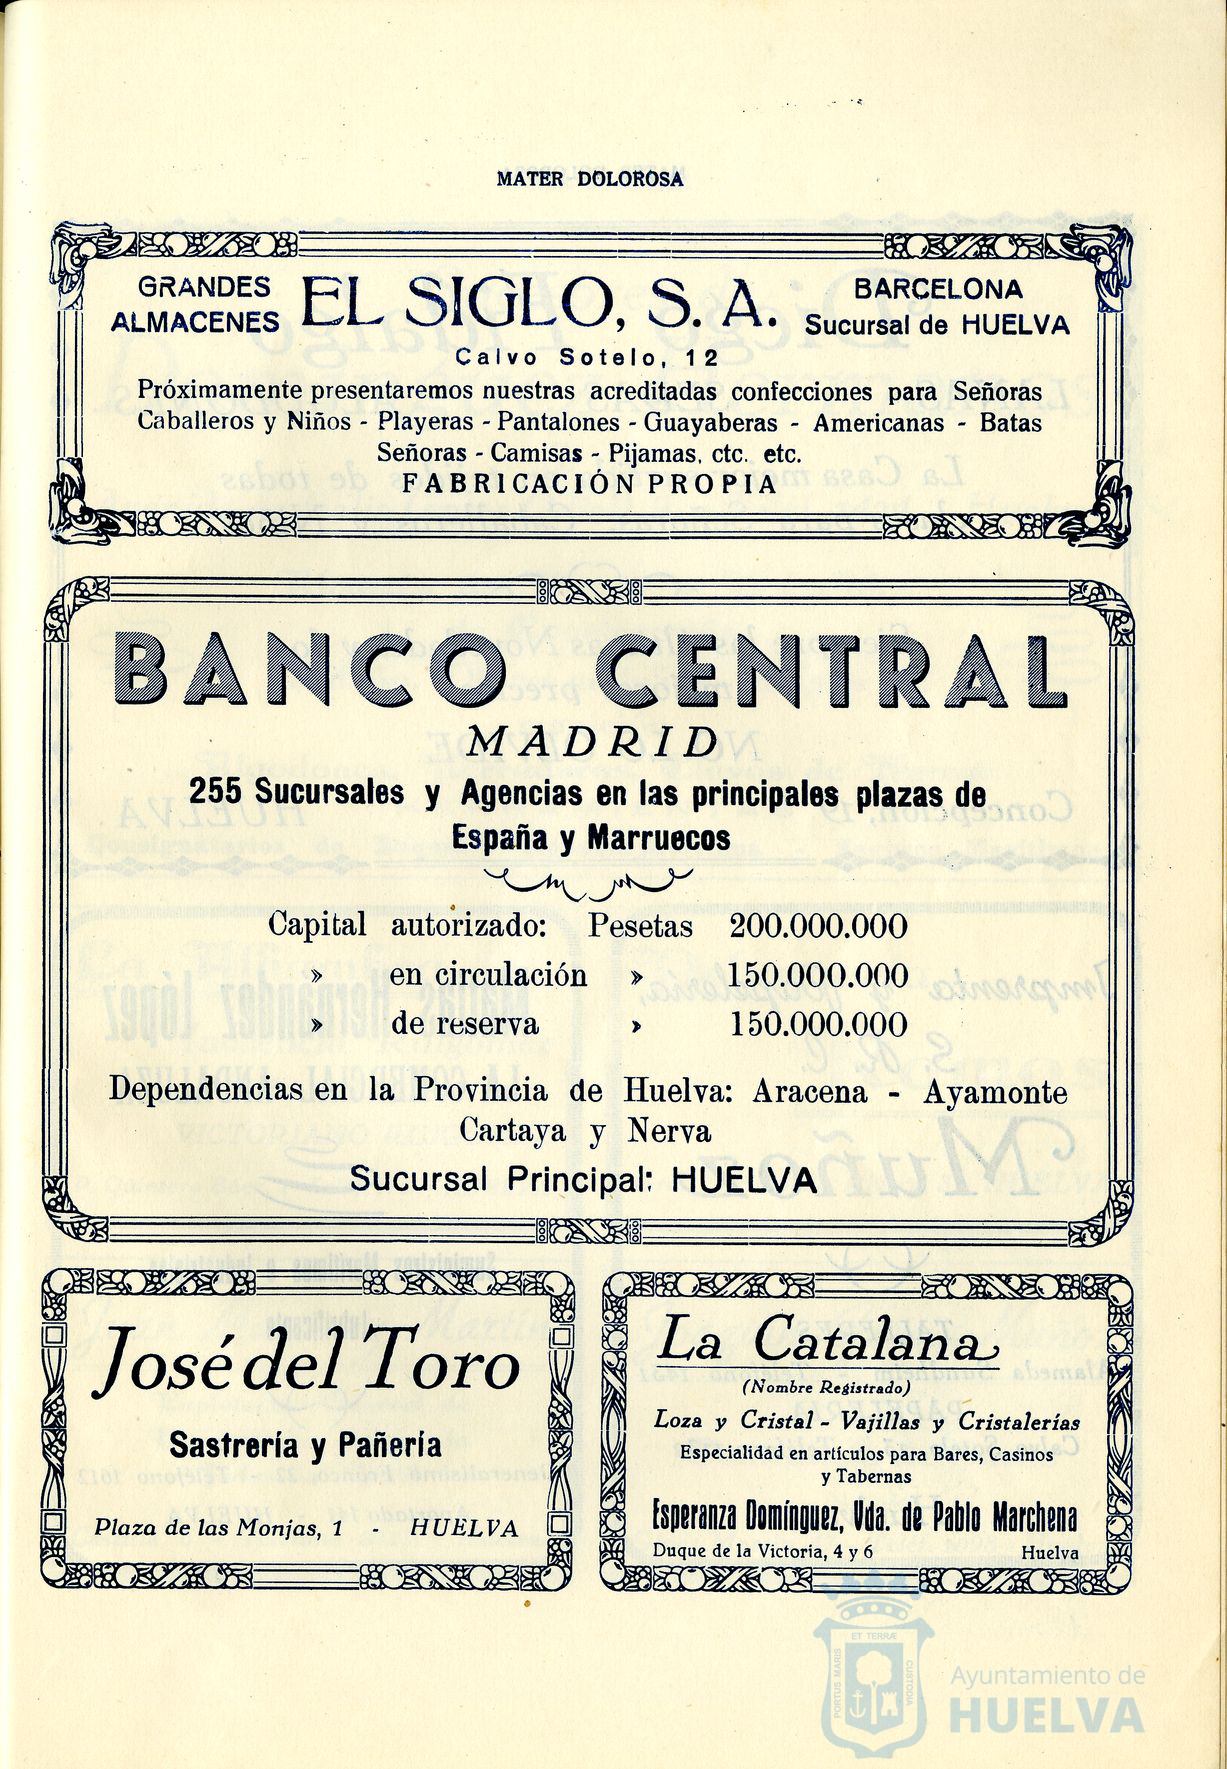 MATER DOLOROSA
GRANDES ALMACENES
EL SIGLO, S. A.
BARCELONA
Sucursal de HUELVA
Calvo Sotelo, 12
Próximamente presentaremos nuestras acreditadas confecciones para Señoras
Caballeros y Niños - Playeras - Pantalones - Guayaberas - Americanas - Batas
Señoras - Camisas - Pijamas, ctc. etc.
FABRICACIÓN PROPIA
BANCO CENTRAL
MADRID
255 Sucursales y Agencias en las principales plazas de
España y Marruecos
Capital autorizado: Pesetas 200.000.000
» en circulación » 150.000.000
» de reserva » 150.000.000
Dependencias en la Provincia de Huelva: Aracena - Ayamonte
Cartaya y Nerva
Sucursal Principal: HUELVA
José del Toro
Sastrería y Pañería
Plaza de las Monjas, 1 - HUELVA
La Catalana
(Nombre Registrado)
Loza y Cristal - Vajillas y Cristalerías
Especialidad en artículos para Bares, Casinos
y Tabernas
Esperanza Domínguez, Vda. de Pablo Marchena
Duque de la Victoria, 4 y 6 Huelva
PORTUS MARIS
ET TERRÆ
CUSTODIA
Ayuntamiento de
HUELVA